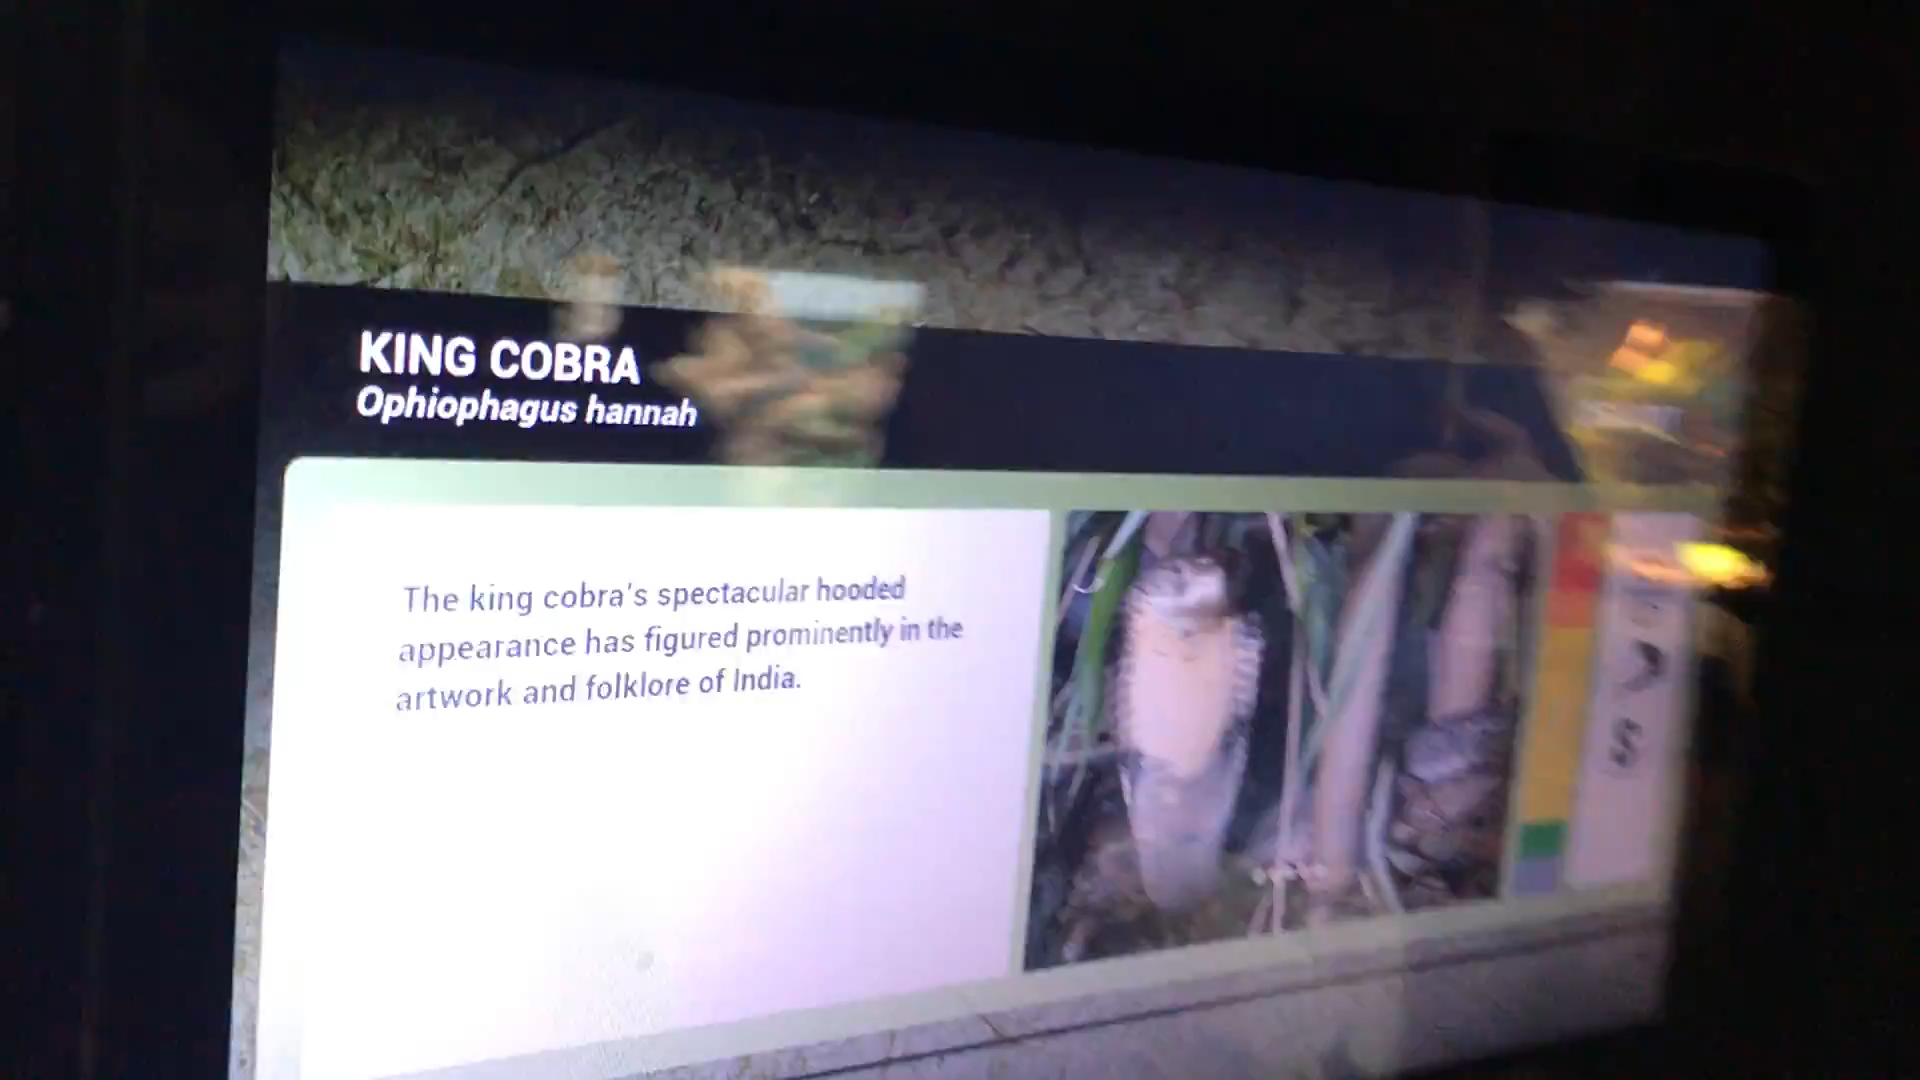 KING COBRA
Ophiophagus hannah
The king cobra's spectacular hooded
appearance has figured prominently in the
artwork and folklore of India.